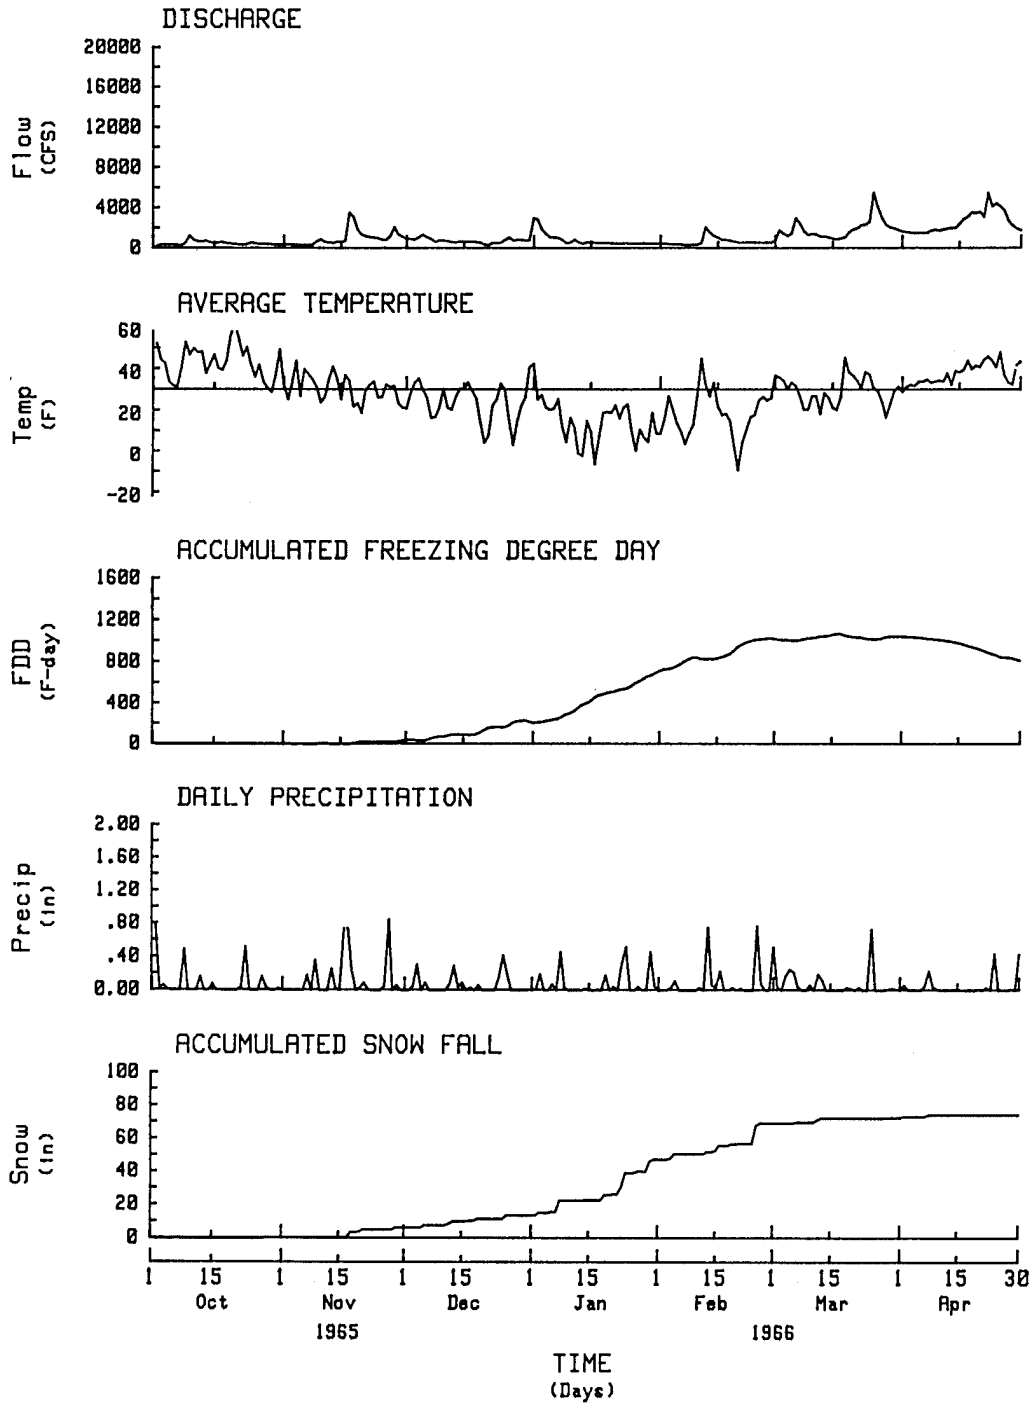 DISCHARGE
20000
16000
12000
8000
4000
0
Flow
(CFS)
AVERAGE TEMPERATURE
60
40
20
0
-20
Temp
(F)
ACCUMULATED FREEZING DEGREE DAY
1600
1200
800
400
0
FDD
(F-day)
DAILY PRECIPITATION
2.00
1.60
1.20
.80
.40
0.00
Precip
(in)
ACCUMULATED SNOW FALL
100
80
60
40
20
0
Snow
(in)
1 15 1 15 1 15 1 15 1 15 1 15 1 15 30
Oct Nov Dec Jan Feb Mar Apr
1965 1966
TIME
(Days)